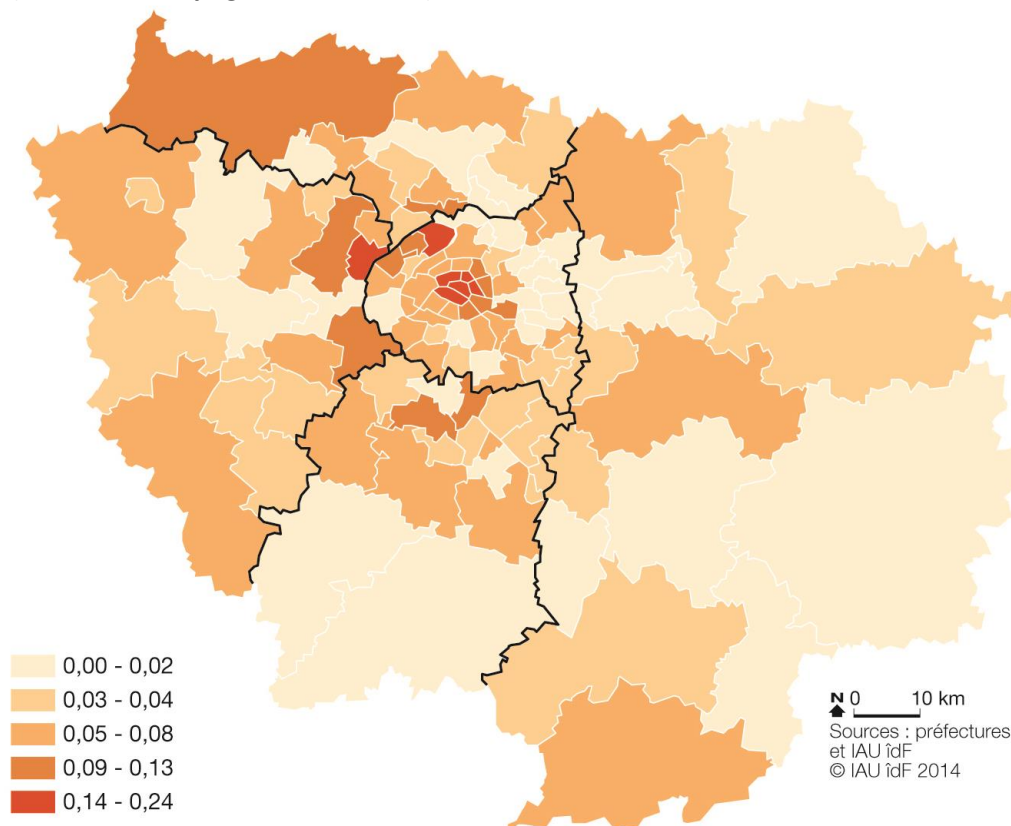 0,00 - 0,02
0,03 - 0,04
0,05 - 0,08
0,09 - 0,13
0,14 - 0,24
N 0 10 km
Sources : préfectures
et IAU îdF
© IAU îdF 2014